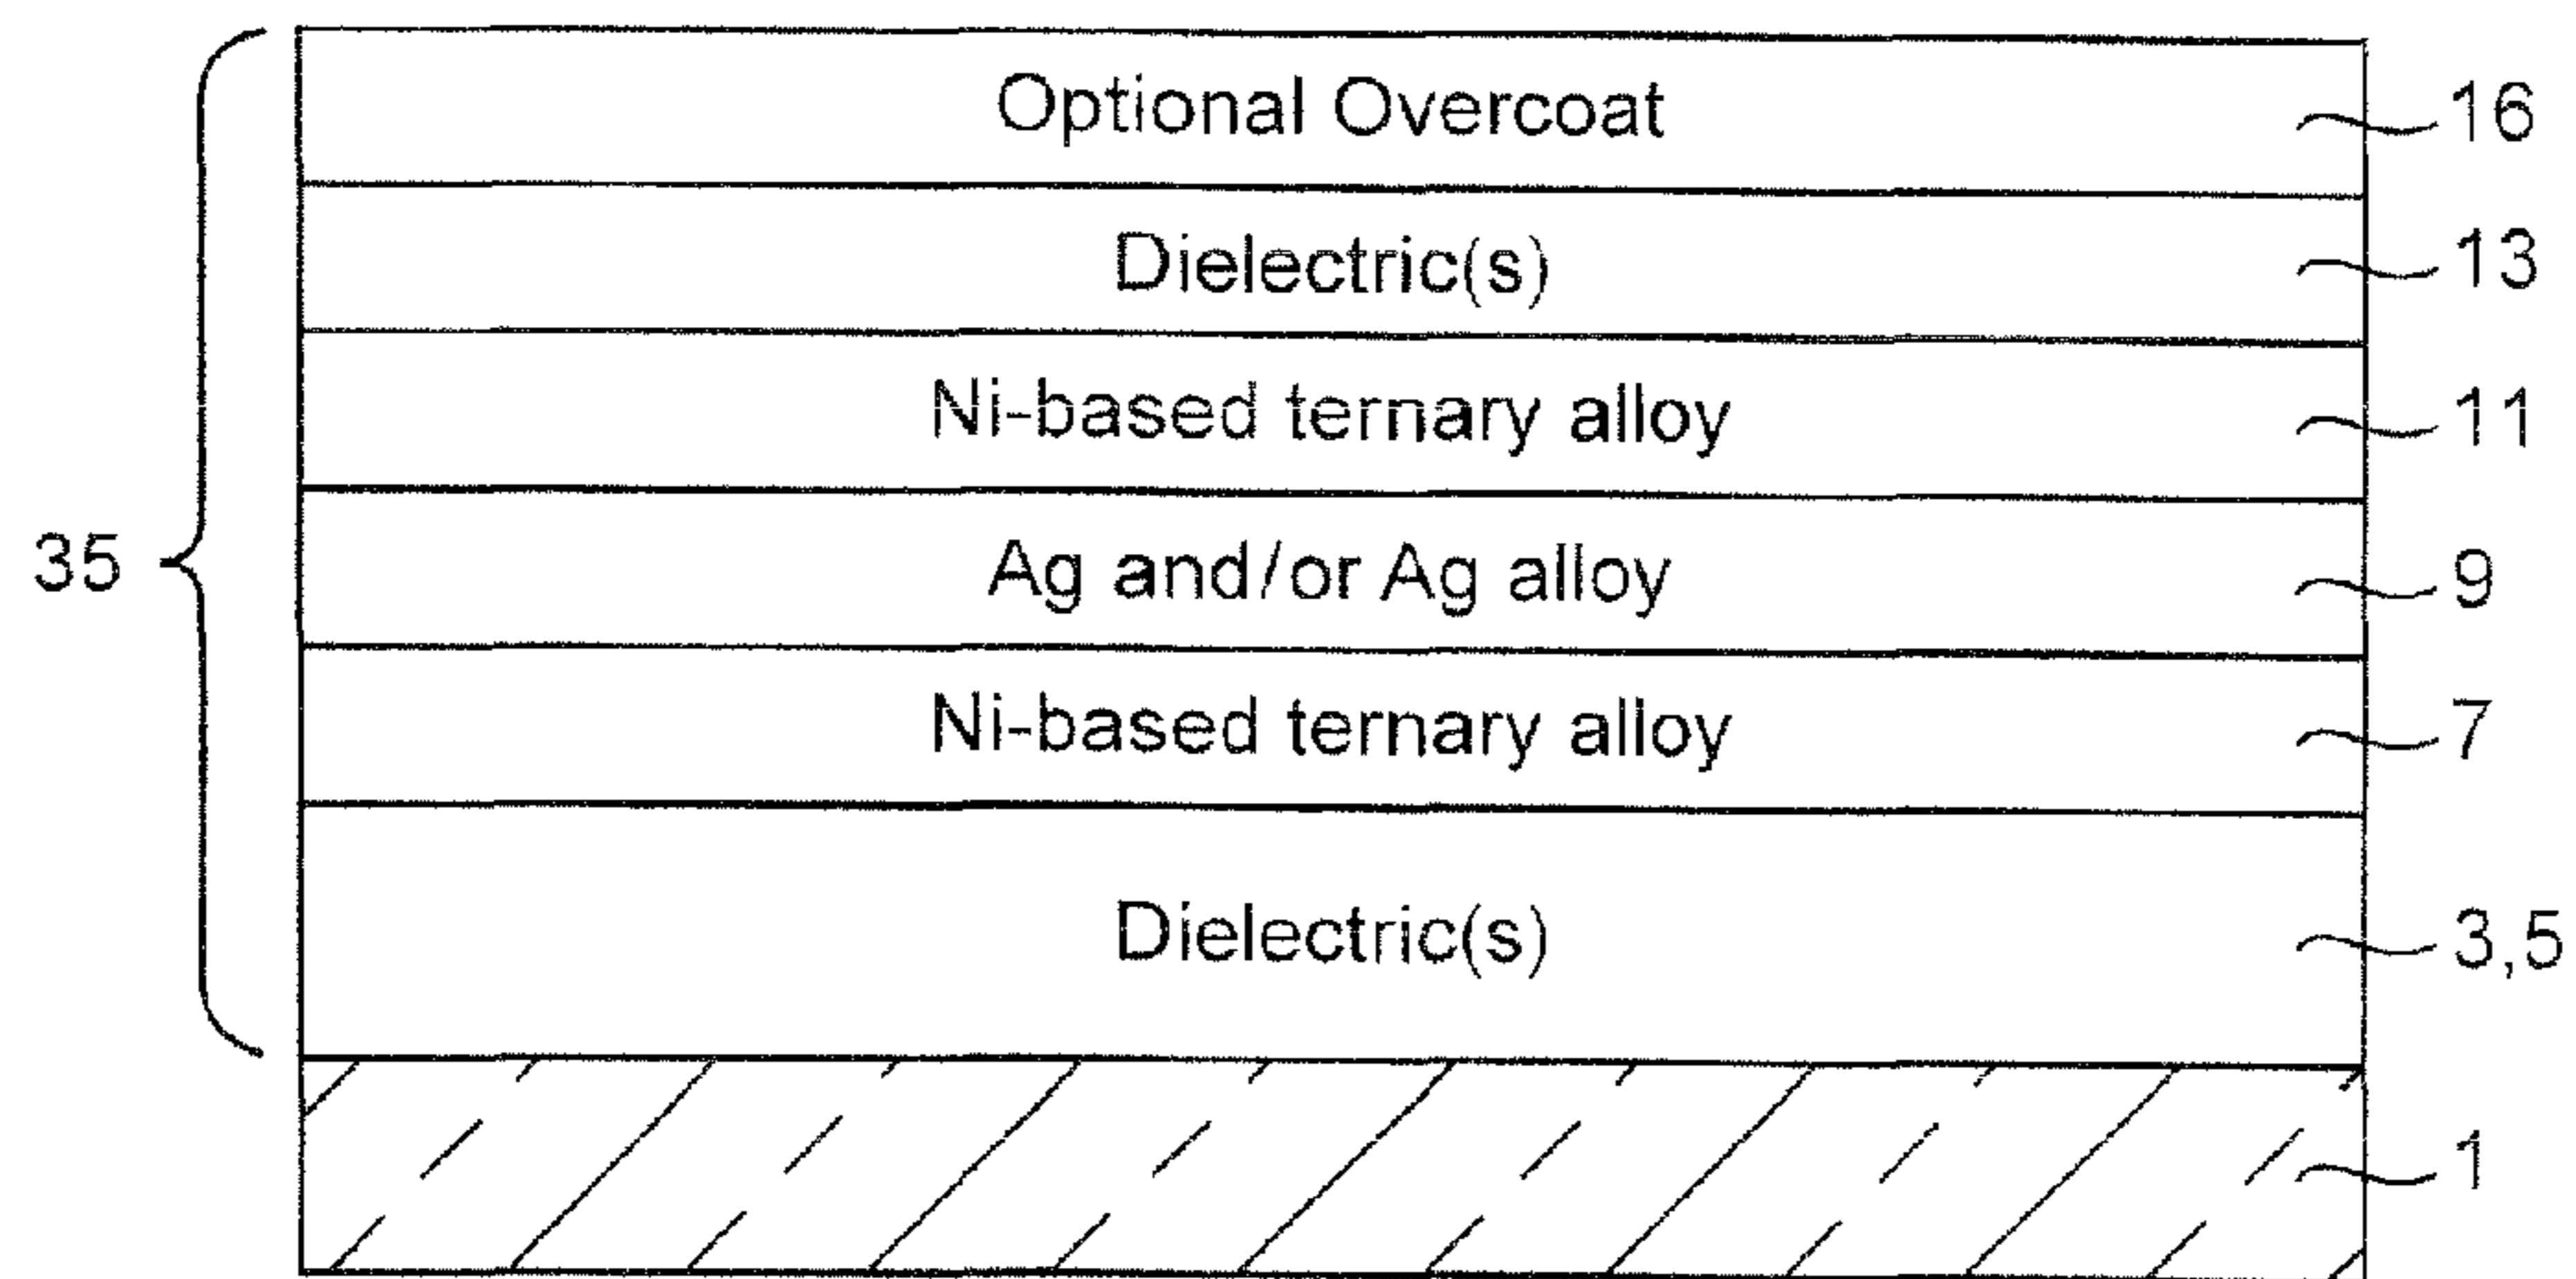 Optional Overcoat 16
Dielectric(s) 13
Ni-based ternary alloy 11
35 Ag and/or Ag alloy 9
Ni-based ternary alloy 7
Dielectric(s) 3,5
1